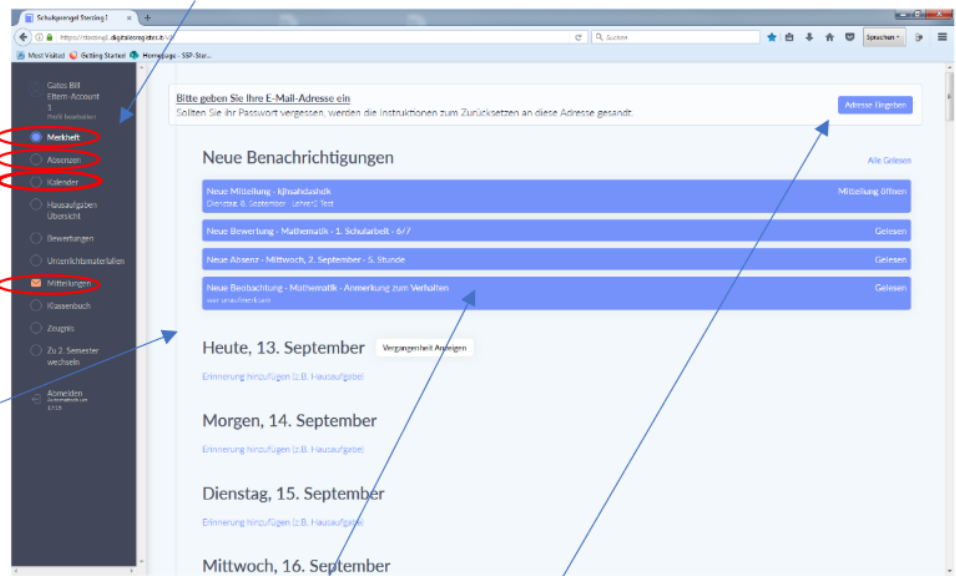 Schulsprengel Sterzing I
https://sterzing1.digitalesregister.it/v2/
Suchen
Sprachen
Most Visited
Getting Started
Homepage - SSP-Ster...
Gates Bill
Eltern-Account
1
Profil bearbeiten
Merkheft
Absenzen
Kalender
Hausaufgaben
Übersicht
Bewertungen
Unterrichtsmaterialien
Mitteilungen
Klassenbuch
Zeugnis
Zu 2. Semester
wechseln
Abmelden
Automatisch um
Bitte geben Sie Ihre E-Mail-Adresse ein
Sollten Sie ihr Passwort vergessen, werden die Instruktionen zum Zurücksetzen an diese Adresse gesandt.
Adresse Eingeben
Neue Benachrichtigungen
Alle Gelesen
Neue Mitteilung - kjhsahdashdk
Mitteilung öffnen
Dienstag, 8. September - Lehrer2 Test
Neue Bewertung - Mathematik - 1. Schularbeit - 6/7
Gelesen
Neue Absenz - Mittwoch, 2. September - 5. Stunde
Gelesen
Neue Beobachtung - Mathematik - Anmerkung zum Verhalten
Gelesen
war unaufmerksam
Heute, 13. September
Vergangenheit Anzeigen
Erinnerung hinzufügen (z.B. Hausaufgabe)
Morgen, 14. September
Erinnerung hinzufügen (z.B. Hausaufgabe)
Dienstag, 15. September
Erinnerung hinzufügen (z.B. Hausaufgabe)
Mittwoch, 16. September